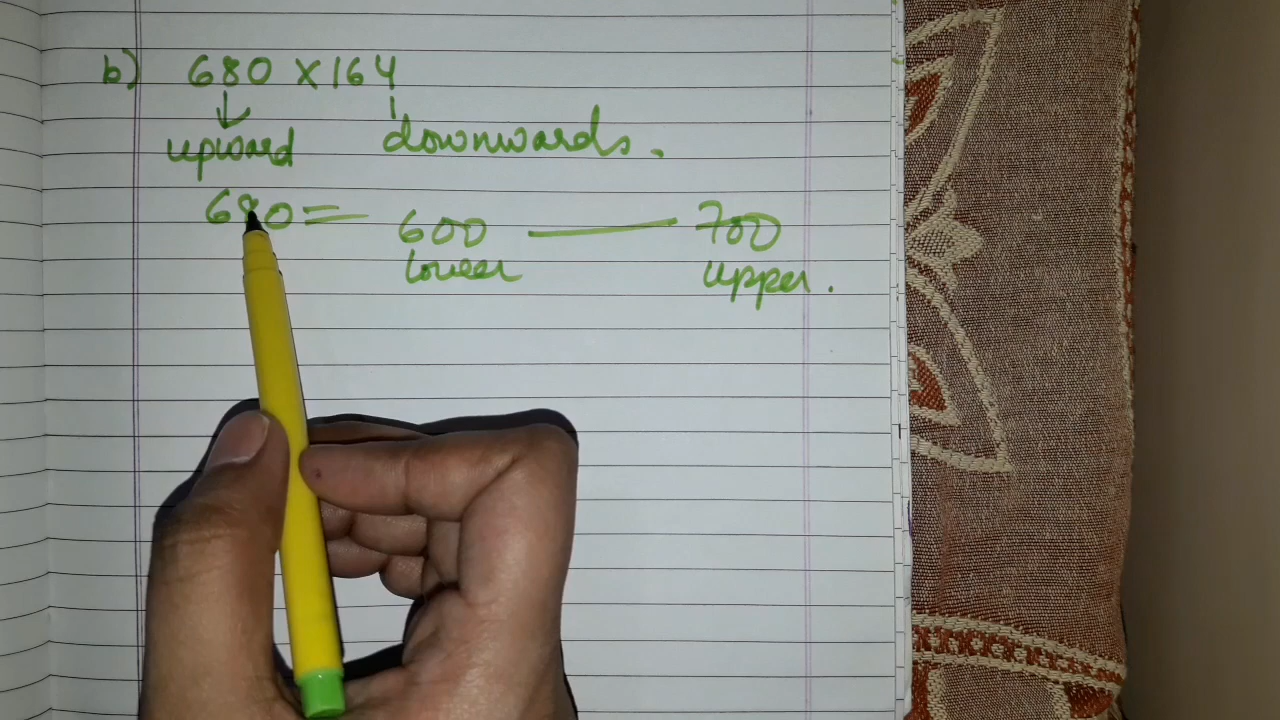 b) 680 X 164
upward downwards.
680 = 600 — 700
lower upper.